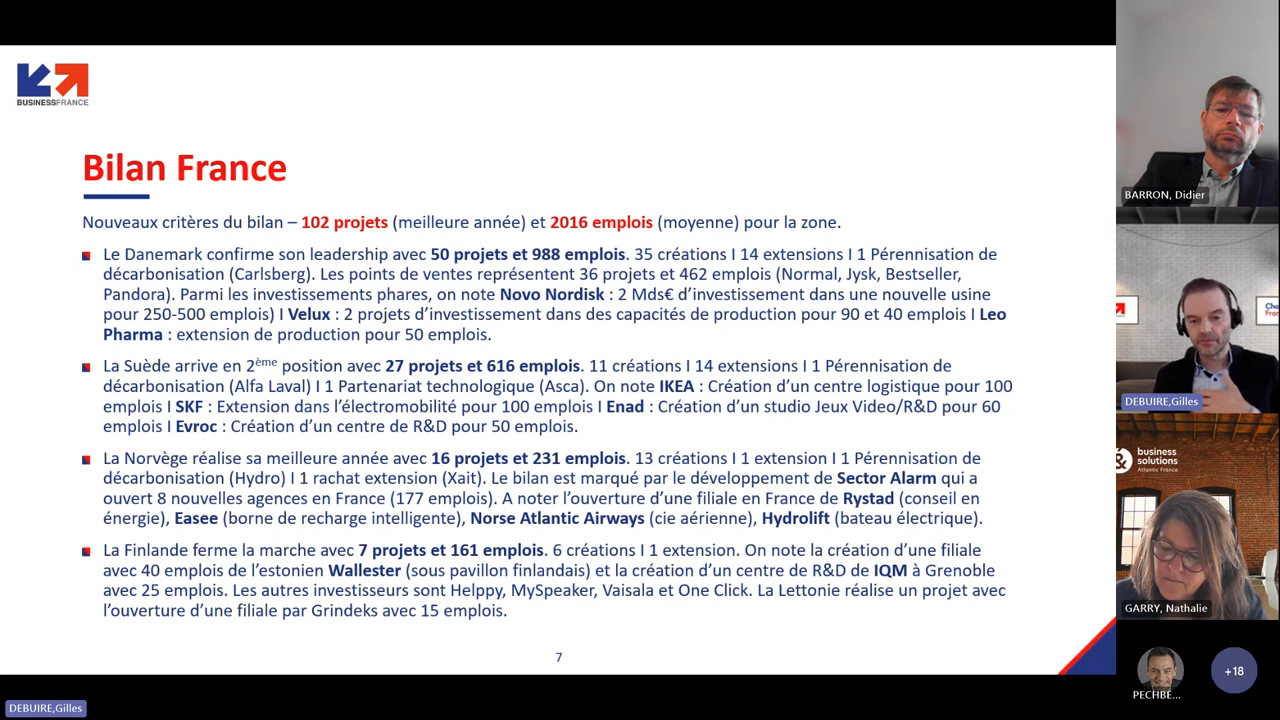 BUSINESSFRANCE
Bilan France
Nouveaux critères du bilan – 102 projets (meilleure année) et 2016 emplois (moyenne) pour la zone.
Le Danemark confirme son leadership avec 50 projets et 988 emplois. 35 créations I 14 extensions I 1 Pérennisation de
décarbonisation (Carlsberg). Les points de ventes représentent 36 projets et 462 emplois (Normal, Jysk, Bestseller,
Pandora). Parmi les investissements phares, on note Novo Nordisk : 2 Mds€ d’investissement dans une nouvelle usine
pour 250-500 emplois) I Velux : 2 projets d’investissement dans des capacités de production pour 90 et 40 emplois I Leo
Pharma : extension de production pour 50 emplois.
La Suède arrive en 2ème position avec 27 projets et 616 emplois. 11 créations I 14 extensions I 1 Pérennisation de
décarbonisation (Alfa Laval) I 1 Partenariat technologique (Asca). On note IKEA : Création d’un centre logistique pour 100
emplois I SKF : Extension dans l’électromobilité pour 100 emplois I Enad : Création d’un studio Jeux Video/R&D pour 60
emplois I Evroc : Création d’un centre de R&D pour 50 emplois.
La Norvège réalise sa meilleure année avec 16 projets et 231 emplois. 13 créations I 1 extension I 1 Pérennisation de
décarbonisation (Hydro) I 1 rachat extension (Xait). Le bilan est marqué par le développement de Sector Alarm qui a
ouvert 8 nouvelles agences en France (177 emplois). A noter l’ouverture d’une filiale en France de Rystad (conseil en
énergie), Easee (borne de recharge intelligente), Norse Atlantic Airways (cie aérienne), Hydrolift (bateau électrique).
La Finlande ferme la marche avec 7 projets et 161 emplois. 6 créations I 1 extension. On note la création d’une filiale
avec 40 emplois de l’estonien Wallester (sous pavillon finlandais) et la création d’un centre de R&D de IQM à Grenoble
avec 25 emplois. Les autres investisseurs sont Helppy, MySpeaker, Vaisala et One Click. La Lettonie réalise un projet avec
l’ouverture d’une filiale par Grindeks avec 15 emplois.
7
DEBUIRE,Gilles
BARRON, Didier
DEBUIRE,Gilles
&
business
solutions
Atlantic France
GARRY, Nathalie
PECHBE...
+18